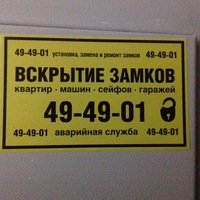 49-49-01 установка, замена и ремонт замков 49-49-01
ВСКРЫТИЕ ЗАМКОВ
квартир · машин · сейфов · гаражей
49-49-01
49-49-01 аварийная служба 49-49-01